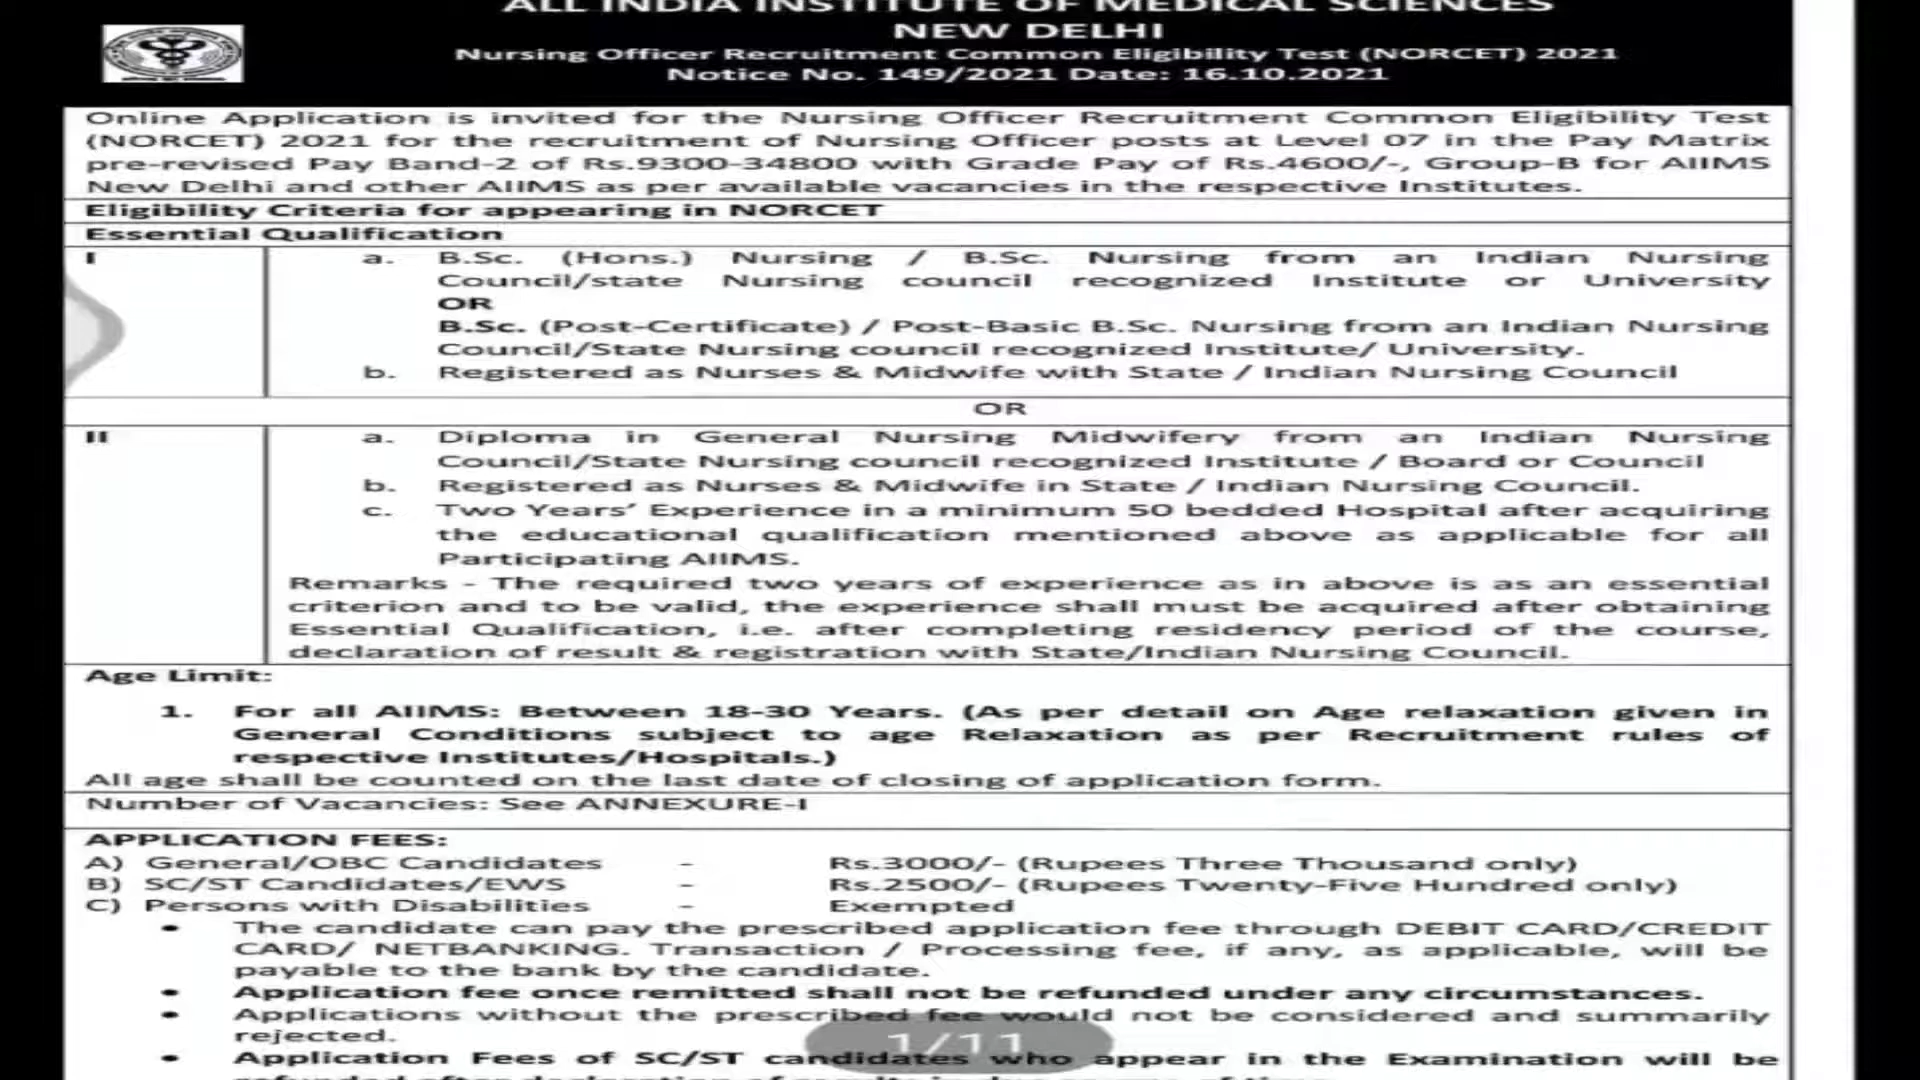 ALL INDIA INSTITUTE OF MEDICAL SCIENCES
NEW DELHI
Nursing Officer Recruitment Common Eligibility Test (NORCET) 2021
Notice No. 149/2021 Date: 16.10.2021
Online Application is invited for the Nursing Officer Recruitment Common Eligibility Test
(NORCET) 2021 for the recruitment of Nursing Officer posts at Level 07 in the Pay Matrix
pre-revised Pay Band-2 of Rs.9300-34800 with Grade Pay of Rs.4600/-, Group-B for AIIMS
New Delhi and other AIIMS as per available vacancies in the respective Institutes.
Eligibility Criteria for appearing in NORCET
Essential Qualification
I a. B.Sc. (Hons.) Nursing / B.Sc. Nursing from an Indian Nursing
Council/state Nursing council recognized Institute or University
OR
B.Sc. (Post-Certificate) / Post-Basic B.Sc. Nursing from an Indian Nursing
Council/State Nursing council recognized Institute/ University.
b. Registered as Nurses & Midwife with State / Indian Nursing Council
OR
II a. Diploma in General Nursing Midwifery from an Indian Nursing
Council/State Nursing council recognized Institute / Board or Council
b. Registered as Nurses & Midwife in State / Indian Nursing Council.
c. Two Years’ Experience in a minimum 50 bedded Hospital after acquiring
the educational qualification mentioned above as applicable for all
Participating AIIMS.
Remarks - The required two years of experience as in above is as an essential
criterion and to be valid, the experience shall must be acquired after obtaining
Essential Qualification, i.e. after completing residency period of the course,
declaration of result & registration with State/Indian Nursing Council.
Age Limit:
1. For all AIIMS: Between 18-30 Years. (As per detail on Age relaxation given in
General Conditions subject to age Relaxation as per Recruitment rules of
respective Institutes/Hospitals.)
All age shall be counted on the last date of closing of application form.
Number of Vacancies: See ANNEXURE-I
APPLICATION FEES:
A) General/OBC Candidates - Rs.3000/- (Rupees Three Thousand only)
B) SC/ST Candidates/EWS - Rs.2500/- (Rupees Twenty-Five Hundred only)
C) Persons with Disabilities - Exempted
• The candidate can pay the prescribed application fee through DEBIT CARD/CREDIT
CARD/ NETBANKING. Transaction / Processing fee, if any, as applicable, will be
payable to the bank by the candidate.
• Application fee once remitted shall not be refunded under any circumstances.
• Applications without the prescribed fee would not be considered and summarily
rejected.
1/11
• Application Fees of SC/ST candidates who appear in the Examination will be